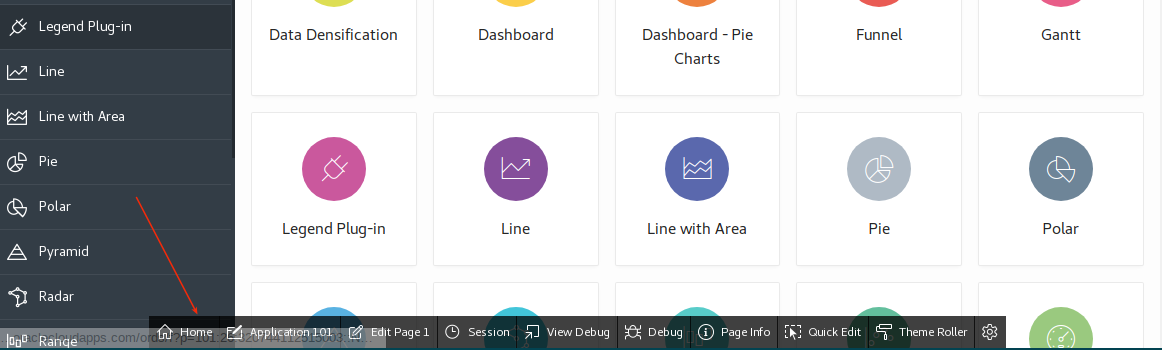 Legend Plug-in
Line
Line with Area
Pie
Polar
Pyramid
Radar
Range
Data Densification
Dashboard
Dashboard - Pie
Charts
Funnel
Gantt
Legend Plug-in
Line
Line with Area
Pie
Polar
Home
Application 101
Edit Page 1
Session
View Debug
Debug
Page Info
Quick Edit
Theme Roller